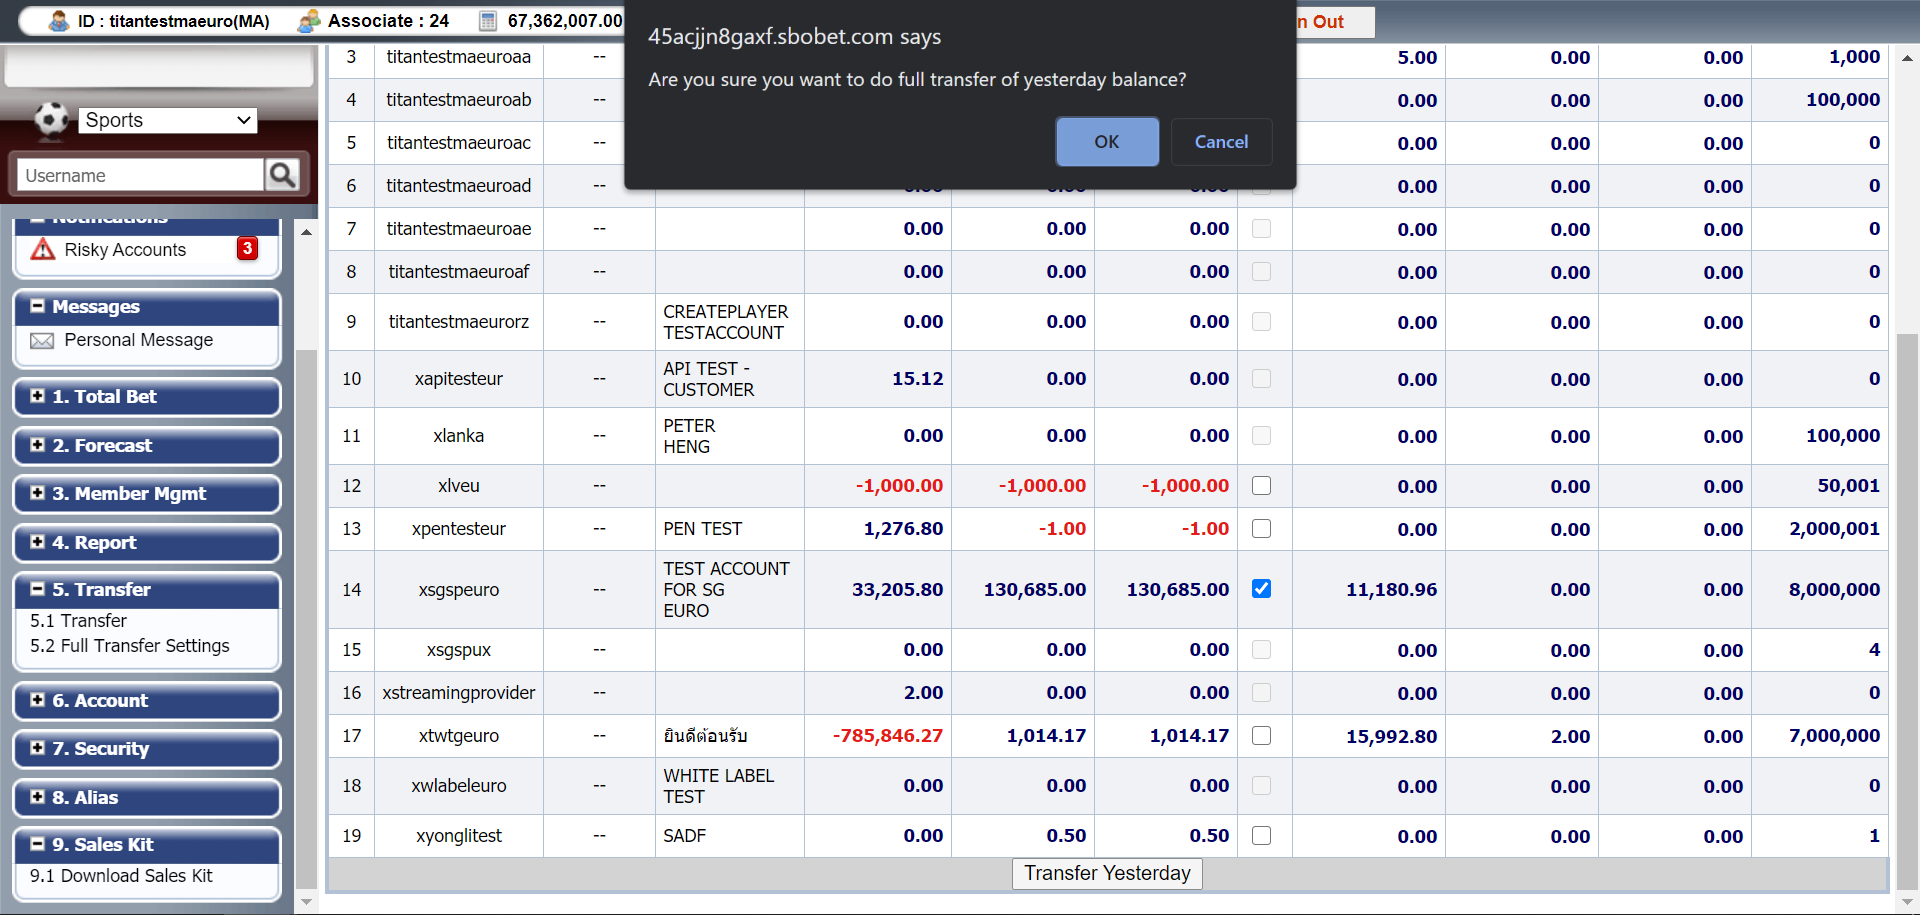 ID : titantestmaeuro(MA) Associate : 24 67,362,007.00 n Out
45acjjn8gaxf.sbobet.com says
Are you sure you want to do full transfer of yesterday balance?
OK Cancel
Sports
Username
Notifications
Risky Accounts 3
Messages
Personal Message
1. Total Bet
2. Forecast
3. Member Mgmt
4. Report
5. Transfer
5.1 Transfer
5.2 Full Transfer Settings
6. Account
7. Security
8. Alias
9. Sales Kit
9.1 Download Sales Kit
3 titantestmaeuroaa -- 5.00 0.00 0.00 1,000
4 titantestmaeuroab -- 0.00 0.00 0.00 100,000
5 titantestmaeuroac -- 0.00 0.00 0.00 0
6 titantestmaeuroad -- 0.00 0.00 0.00 0.00 0.00 0.00 0
7 titantestmaeuroae -- 0.00 0.00 0.00 0.00 0.00 0.00 0
8 titantestmaeuroaf -- 0.00 0.00 0.00 0.00 0.00 0.00 0
9 titantestmaeurorz -- CREATEPLAYER
TESTACCOUNT 0.00 0.00 0.00 0.00 0.00 0.00 0
10 xapitesteur -- API TEST -
CUSTOMER 15.12 0.00 0.00 0.00 0.00 0.00 0
11 xlanka -- PETER
HENG 0.00 0.00 0.00 0.00 0.00 0.00 100,000
12 xlveu -- -1,000.00 -1,000.00 -1,000.00 0.00 0.00 0.00 50,001
13 xpentesteur -- PEN TEST 1,276.80 -1.00 -1.00 0.00 0.00 0.00 2,000,001
14 xsgspeuro -- TEST ACCOUNT
FOR SG
EURO 33,205.80 130,685.00 130,685.00 11,180.96 0.00 0.00 8,000,000
15 xsgspux -- 0.00 0.00 0.00 0.00 0.00 0.00 4
16 xstreamingprovider -- 2.00 0.00 0.00 0.00 0.00 0.00 0
17 xtwtgeuro -- ยินดีต้อนรับ -785,846.27 1,014.17 1,014.17 15,992.80 2.00 0.00 7,000,000
18 xwlabeleuro -- WHITE LABEL
TEST 0.00 0.00 0.00 0.00 0.00 0.00 0
19 xyonglitest -- SADF 0.00 0.50 0.50 0.00 0.00 0.00 1
Transfer Yesterday